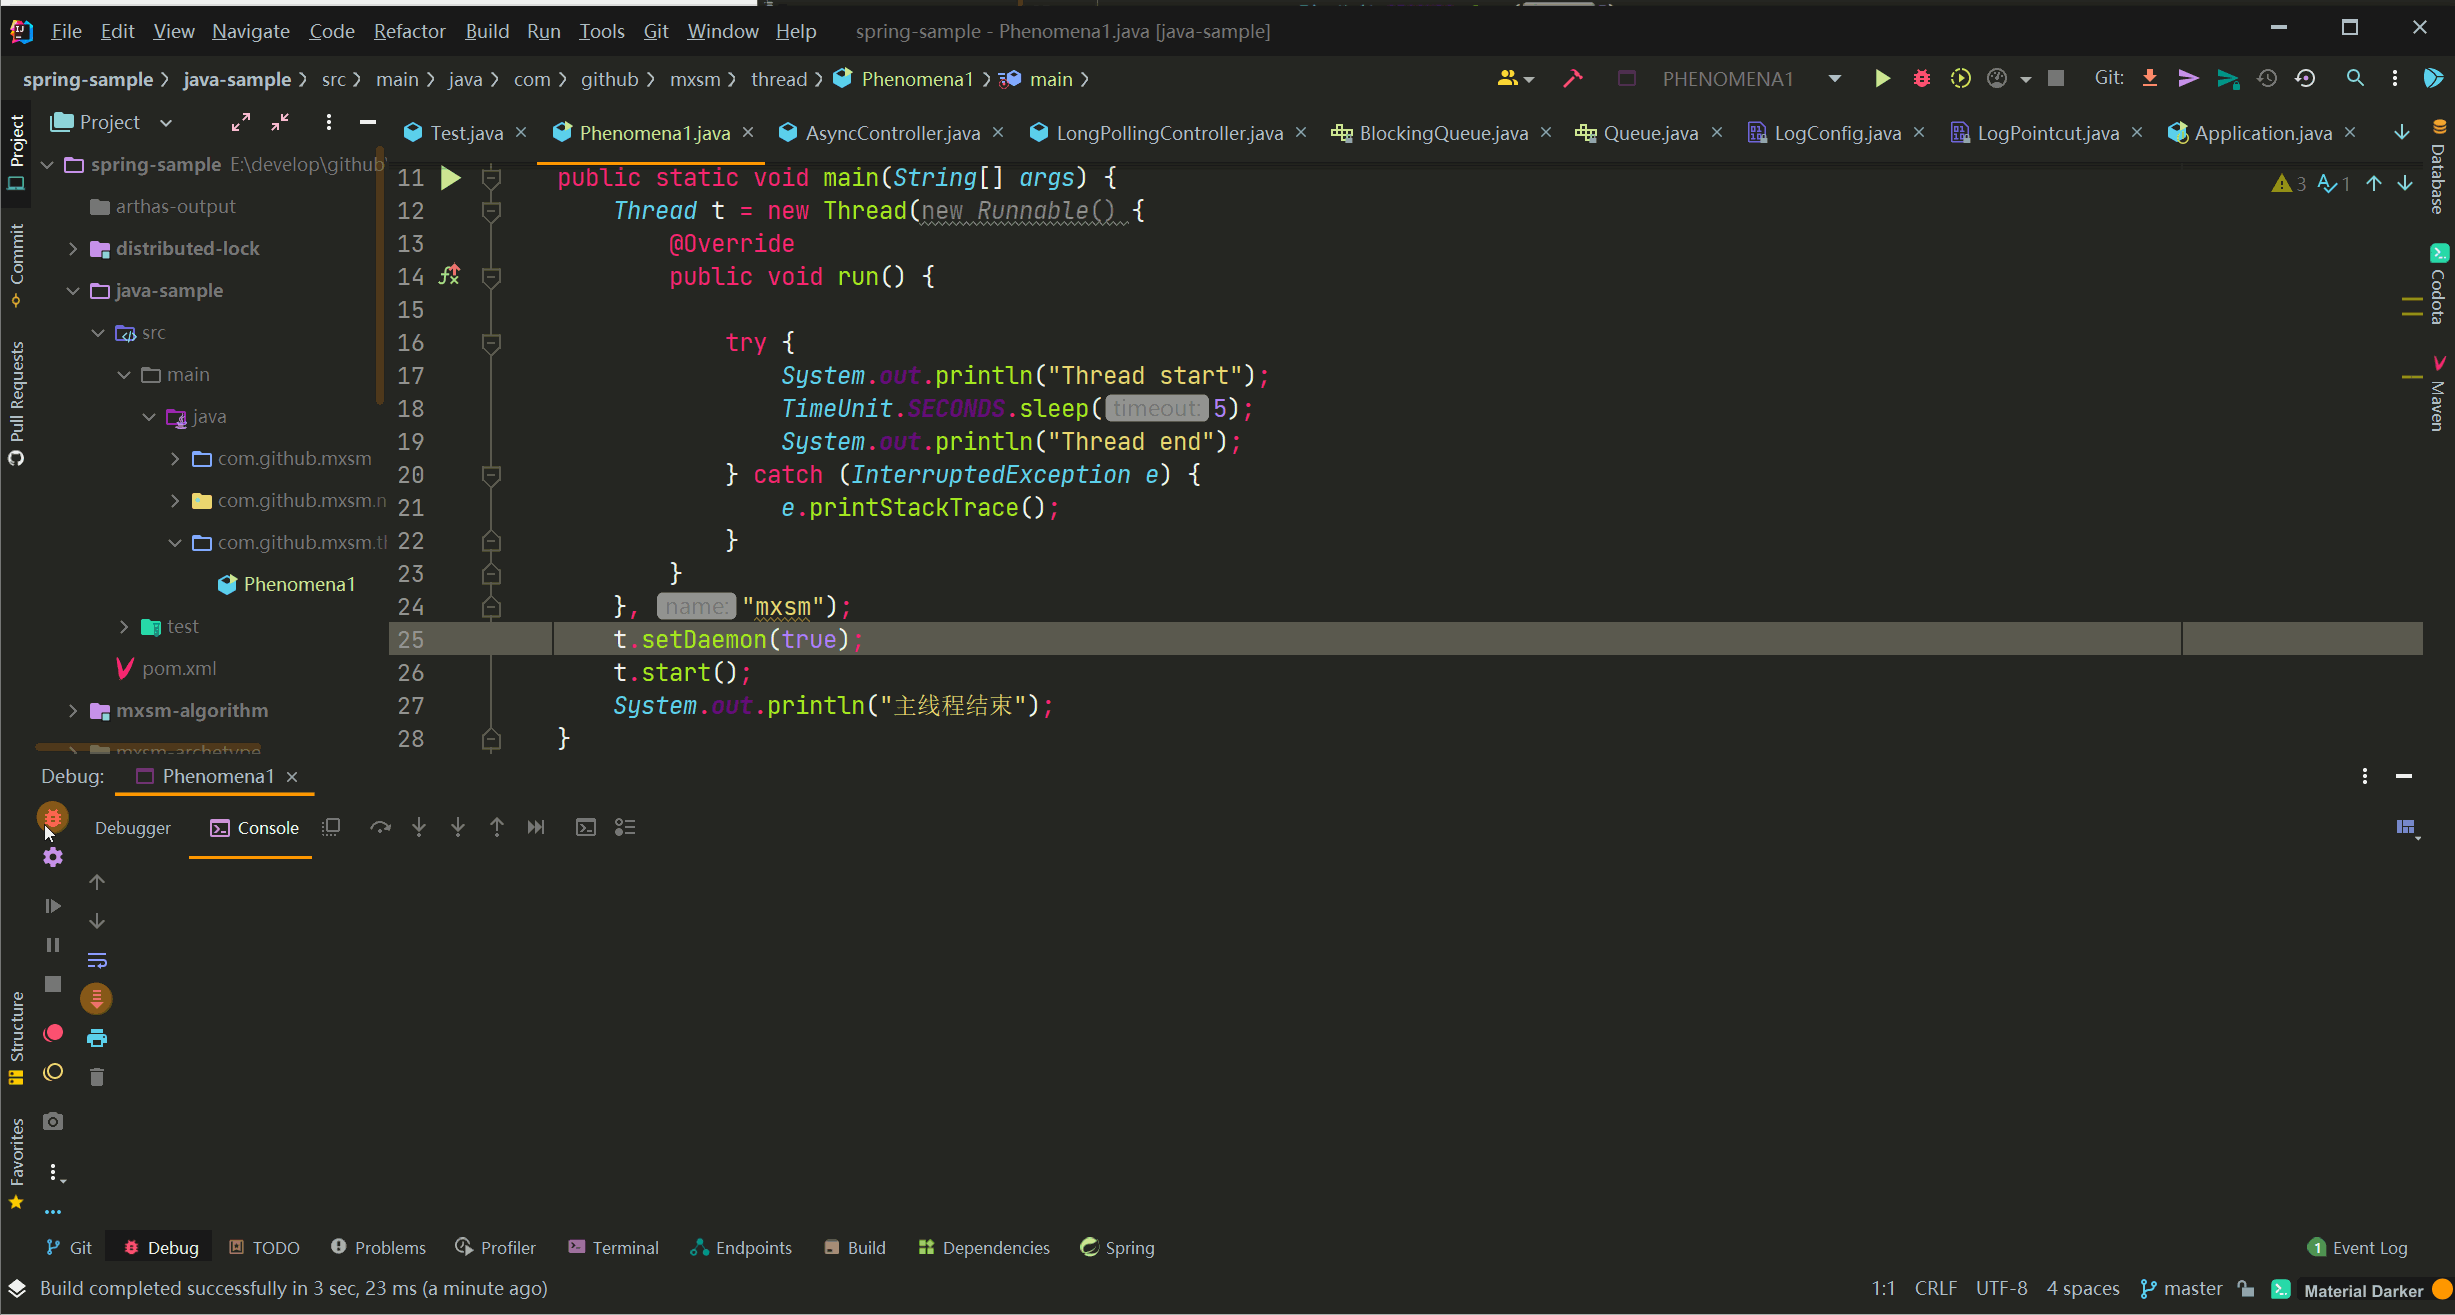 File Edit View Navigate Code Refactor Build Run Tools Git Window Help spring-sample - Phenomena1.java [java-sample]
spring-sample java-sample src main java com github mxsm thread Phenomena1 main PHENOMENA1 Git:
Project
Test.java Phenomena1.java AsyncController.java LongPollingController.java BlockingQueue.java Queue.java LogConfig.java LogPointcut.java Application.java
spring-sample E:\develop\github\
arthas-output
distributed-lock
java-sample
src
main
java
com.github.mxsm
com.github.mxsm.n
com.github.mxsm.tl
Phenomena1
test
pom.xml
mxsm-algorithm
mxsm-archetype
Project
Commit
Pull Requests
Structure
Favorites
3 1
11 public static void main(String[] args) {
12 Thread t = new Thread(new Runnable() {
13 @Override
14 public void run() {
15
16 try {
17 System.out.println("Thread start");
18 TimeUnit.SECONDS.sleep( timeout: 5);
19 System.out.println("Thread end");
20 } catch (InterruptedException e) {
21 e.printStackTrace();
22 }
23 }
24 }, name: "mxsm");
25 t.setDaemon(true);
26 t.start();
27 System.out.println("主线程结束");
28 }
Database
Codota
Maven
Debug: Phenomena1
Debugger Console
Git Debug TODO Problems Profiler Terminal Endpoints Build Dependencies Spring 1 Event Log
Build completed successfully in 3 sec, 23 ms (a minute ago) 1:1 CRLF UTF-8 4 spaces master Material Darker